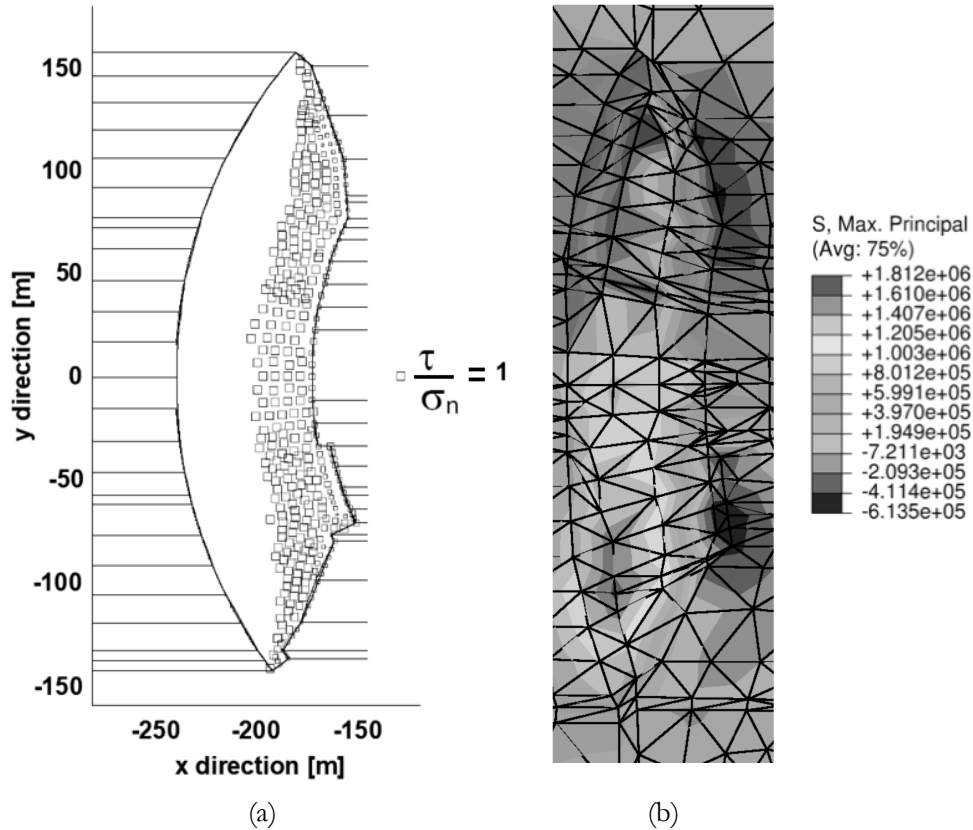 150
100
50
0
-50
-100
-150
y direction [m]
-250 -200 -150
x direction [m]
τ
σn
= 1
S, Max. Principal
(Avg: 75%)
+1.812e+06
+1.610e+06
+1.407e+06
+1.205e+06
+1.003e+06
+8.012e+05
+5.991e+05
+3.970e+05
+1.949e+05
-7.211e+03
-2.093e+05
-4.114e+05
-6.135e+05
(a) (b)